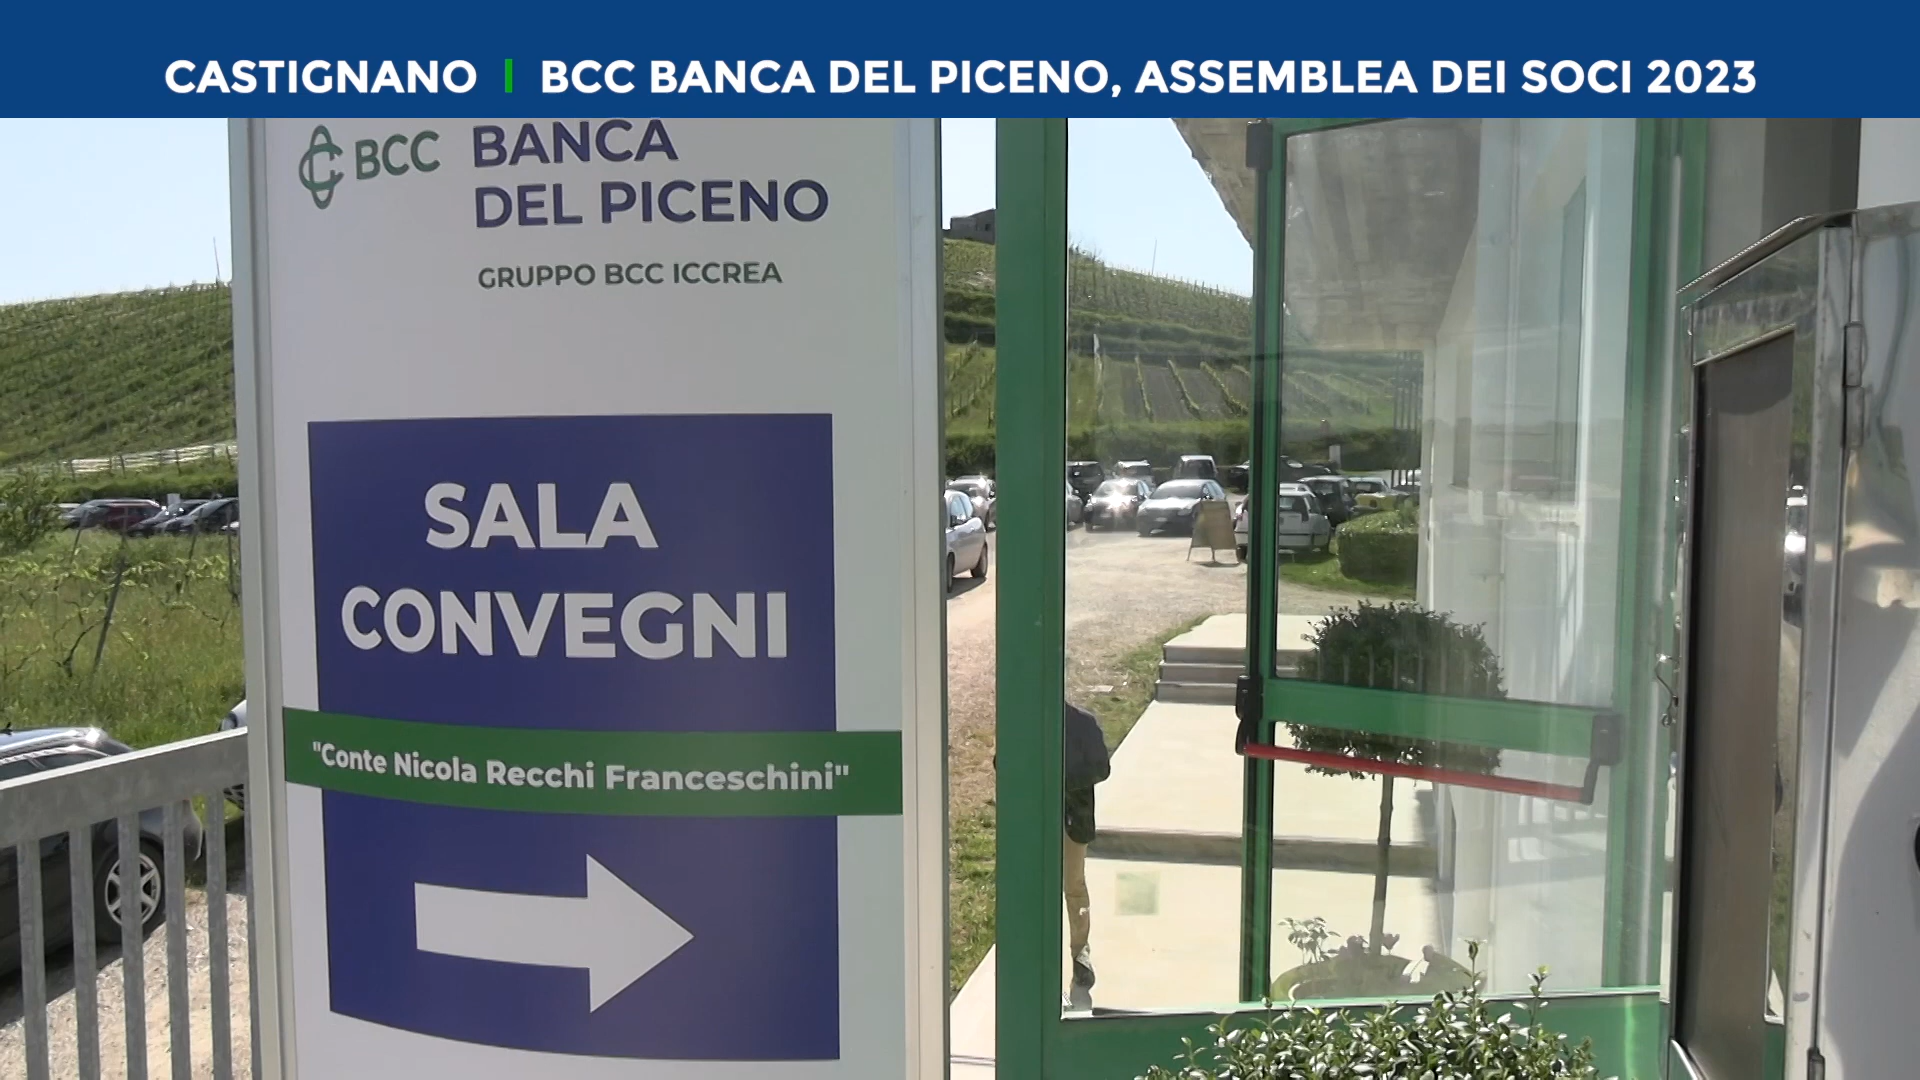 CASTIGNANO | BCC BANCA DEL PICENO, ASSEMBLEA DEI SOCI 2023
BCC BANCA
DEL PICENO
GRUPPO BCC ICCREA
SALA
CONVEGNI
"Conte Nicola Recchi Franceschini"